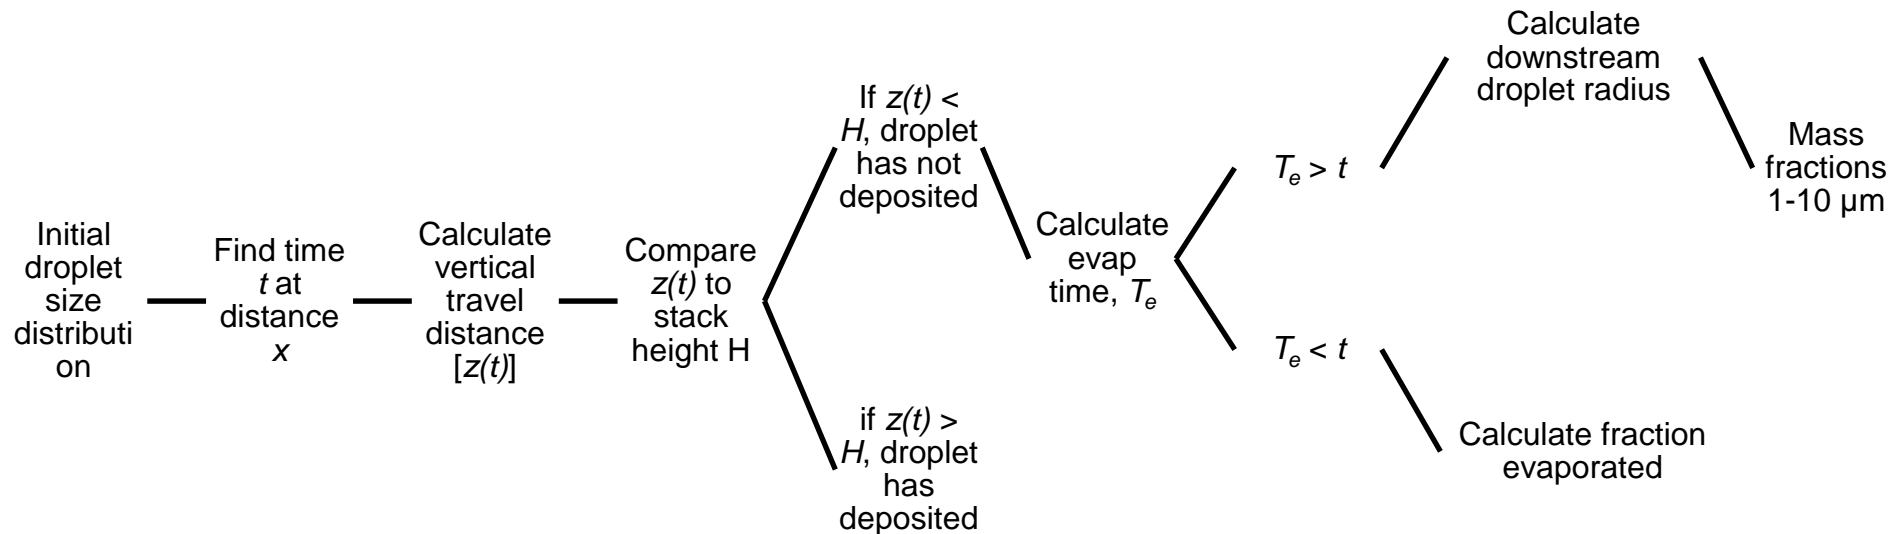 Initial
droplet
size
distributi
on
Find time
t at
distance
x
Calculate
vertical
travel
distance
[z(t)]
Compare
z(t) to
stack
height H
If z(t) <
H, droplet
has not
deposited
if z(t) >
H, droplet
has
deposited
Calculate
evap
time, Te
Te > t
Te < t
Calculate
downstream
droplet radius
Calculate fraction
evaporated
Mass
fractions
1-10 µm